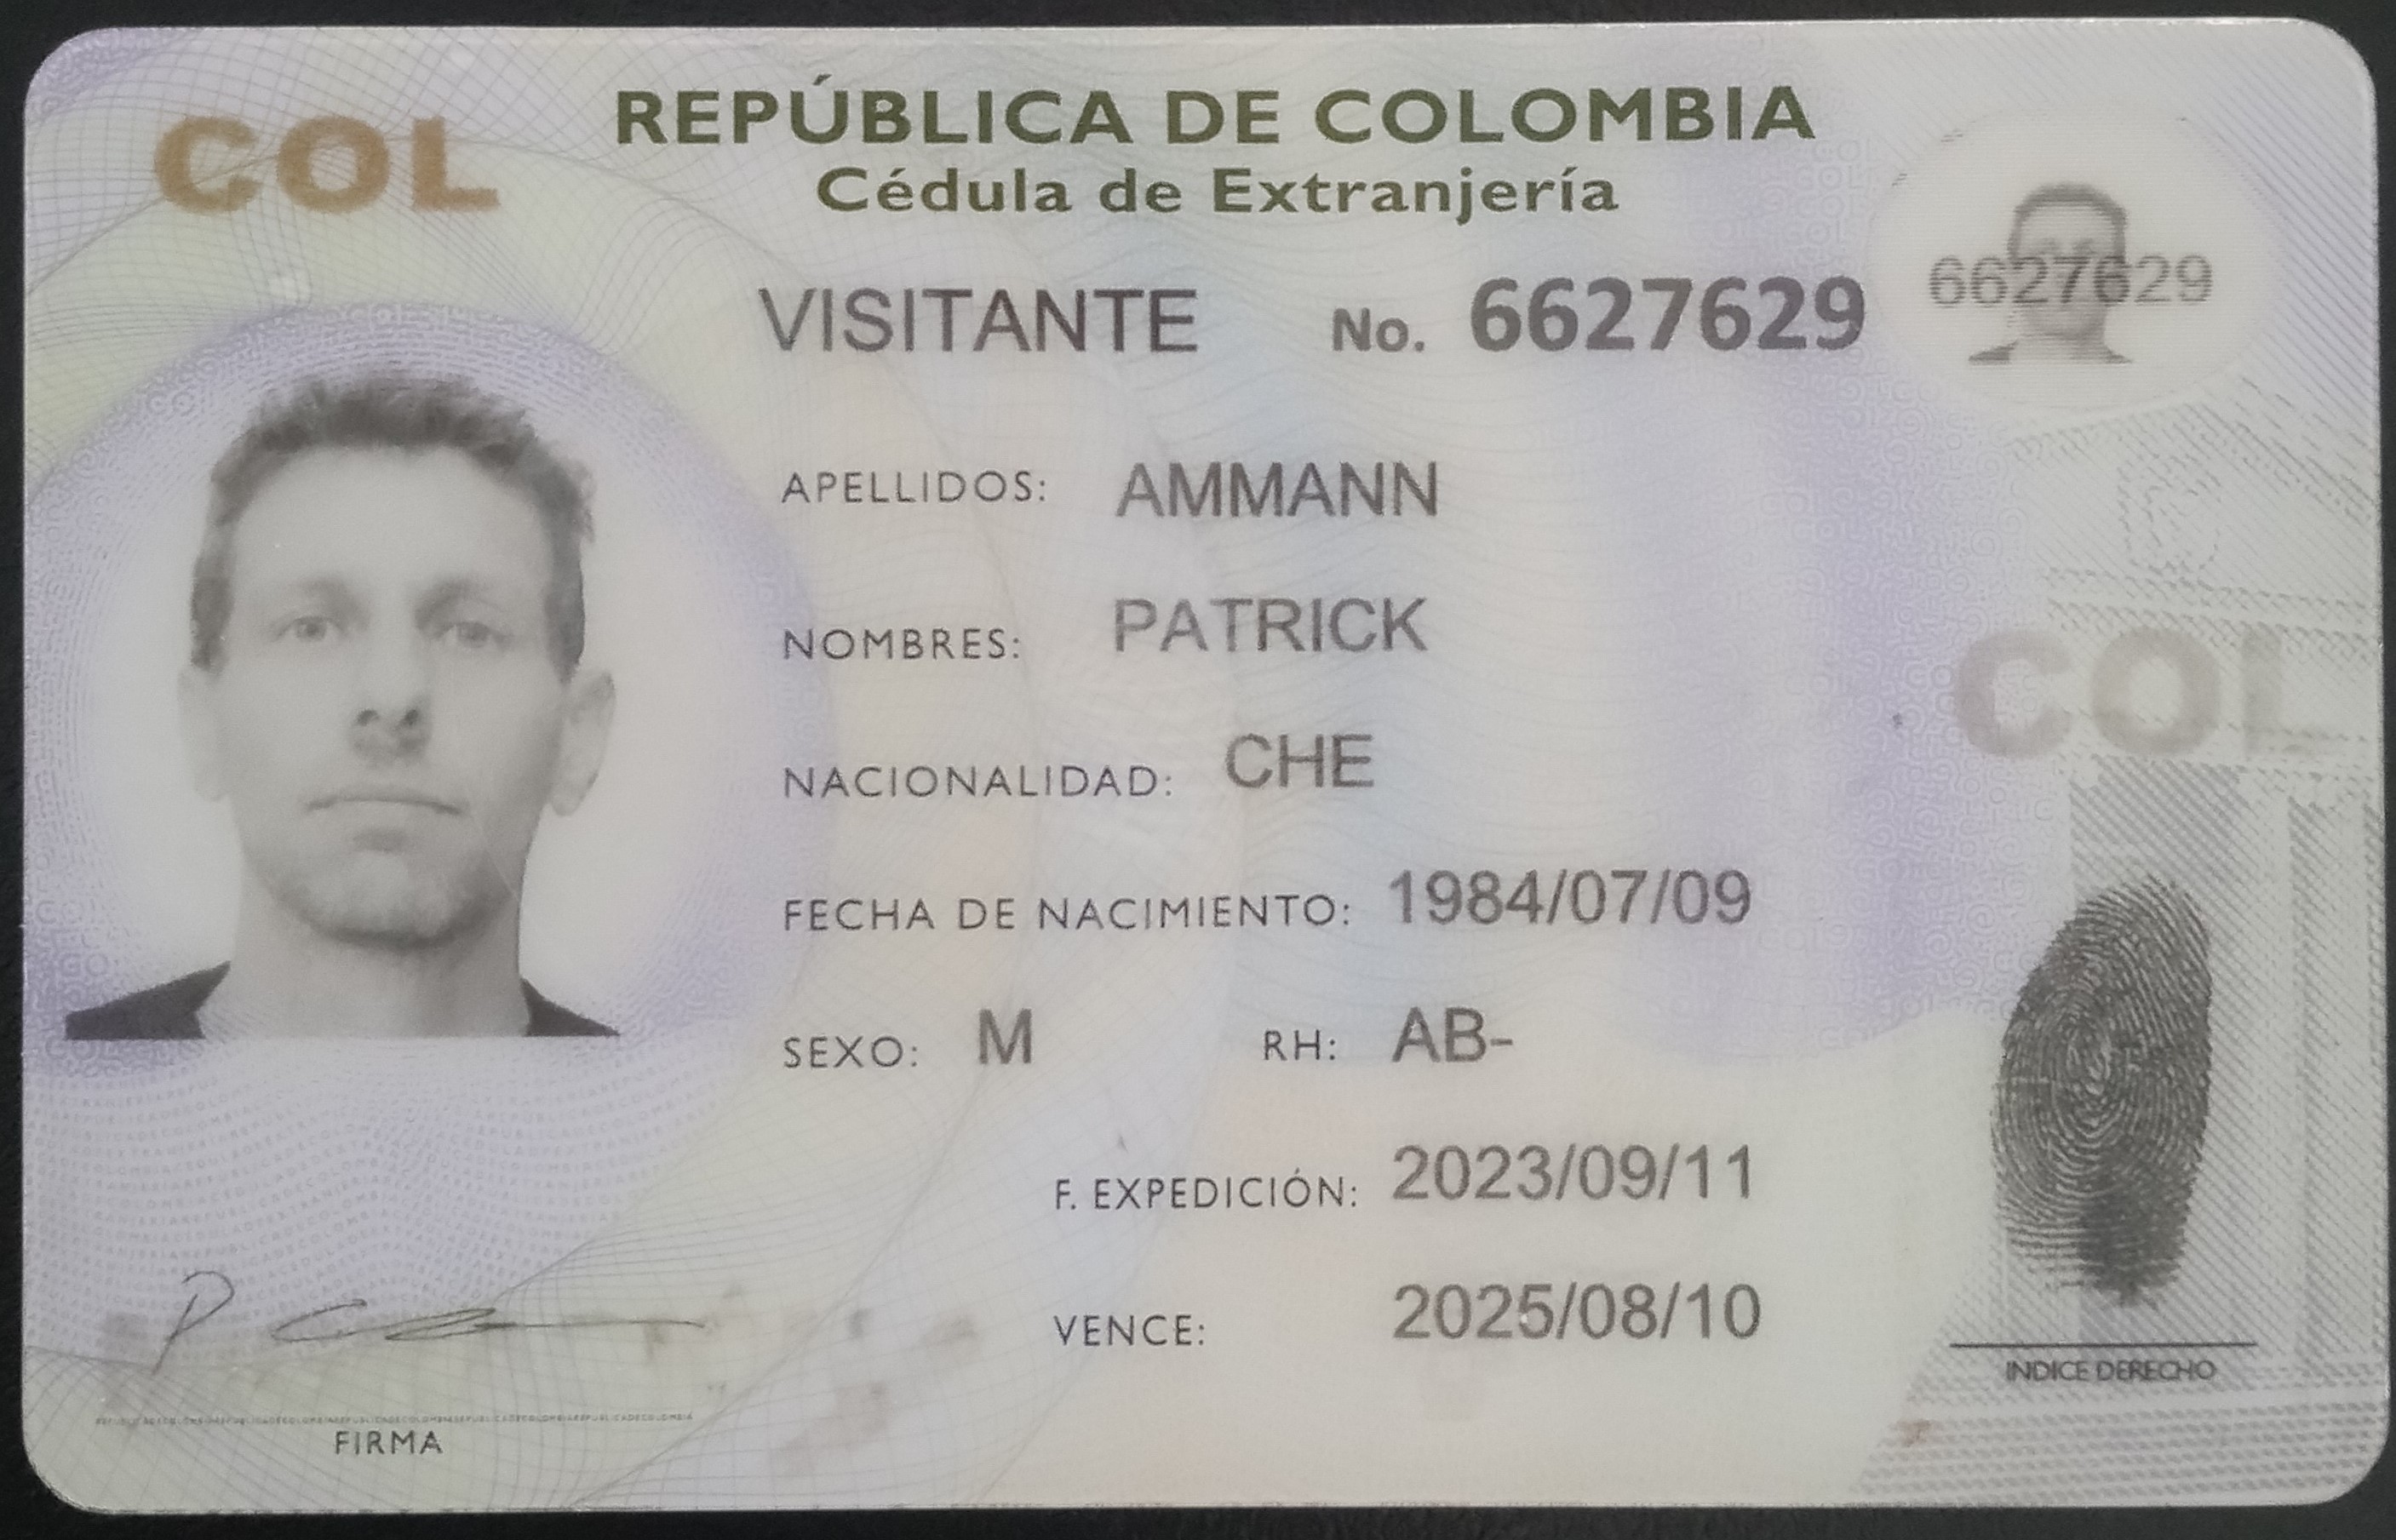 COL
REPÚBLICA DE COLOMBIA
Cédula de Extranjería
VISITANTE No. 6627629
6627629
APELLIDOS: AMMANN
NOMBRES: PATRICK
NACIONALIDAD: CHE
COL
FECHA DE NACIMIENTO: 1984/07/09
SEXO: M RH: AB-
F. EXPEDICIÓN: 2023/09/11
VENCE: 2025/08/10
INDICE DERECHO
FIRMA